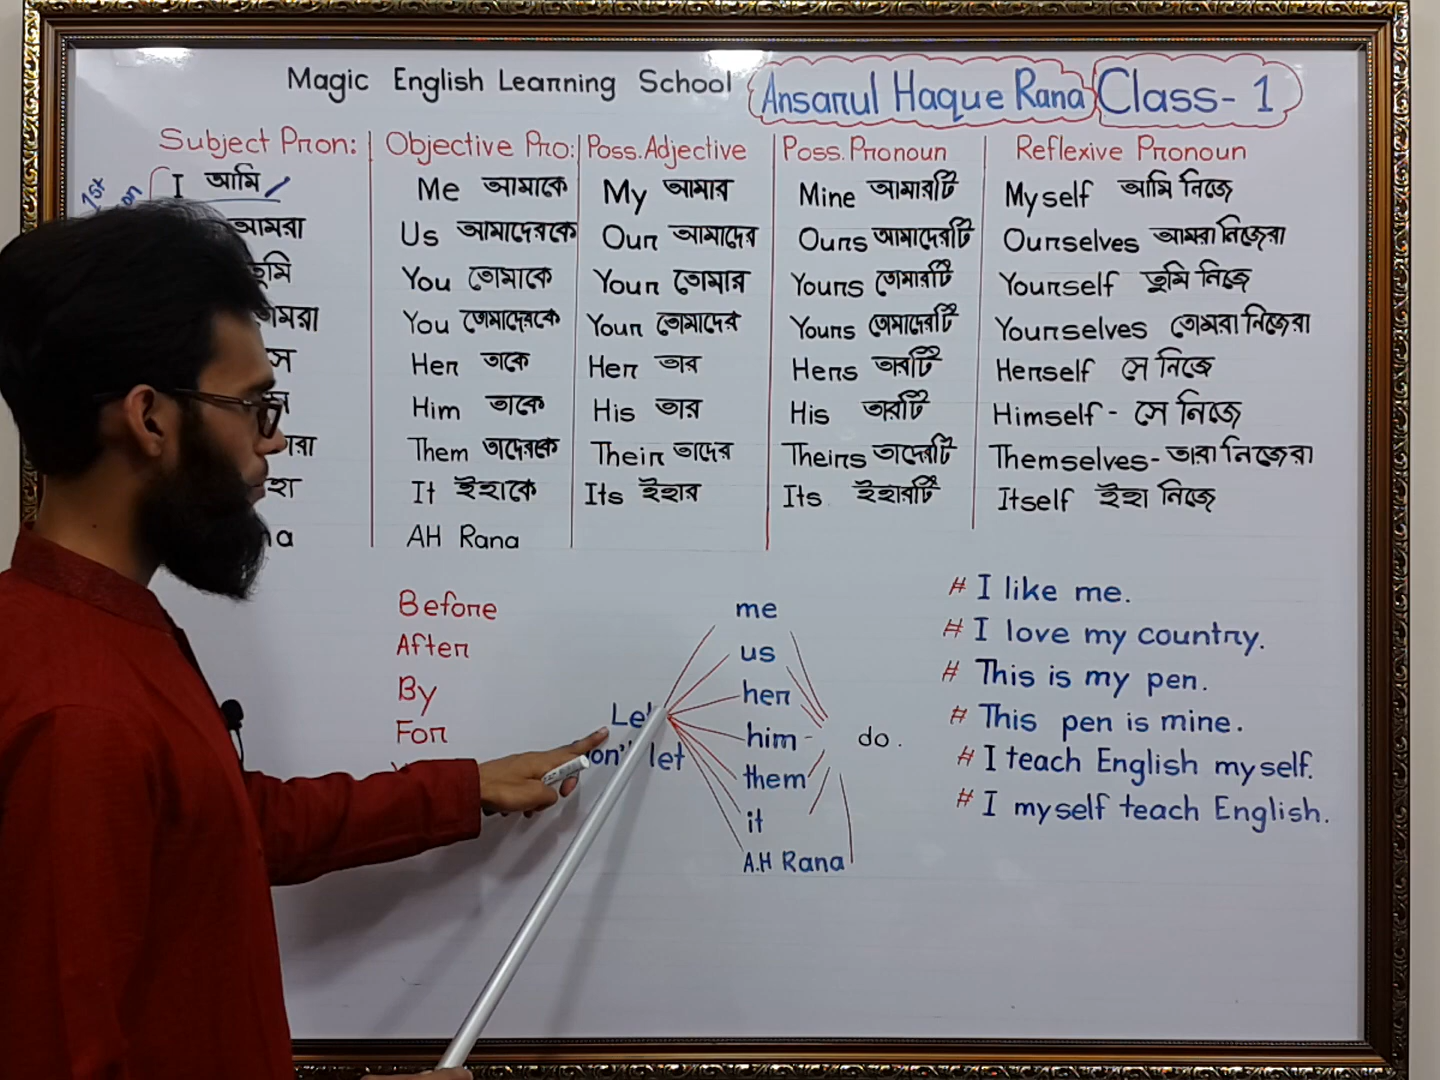 Magic English Learning School Ansarul Haque Rana Class- 1
Subject Pron: Objective Pro: Poss. Adjective Poss. Pronoun Reflexive Pronoun
1st
I আমি Me আমাকে My আমার Mine আমারটি Myself আমি নিজে
আমরা Us আমাদেরকে Our আমাদের Ours আমাদেরটি Ourselves আমরা নিজেরা
You তোমাকে Your তোমার Yours তোমারটি Yourself তুমি নিজে
You তোমাদেরকে Your তোমাদের Yours তোমাদেরটি Yourselves তোমরা নিজেরা
Her তাকে Her তার Hers তারটি Herself সে নিজে
Him তাকে His তার His তারটি Himself - সে নিজে
Them তাদেরকে Their তাদের Theirs তাদেরটি Themselves - তারা নিজেরা
It ইহাকে Its ইহার Its ইহারটি Itself ইহা নিজে
AH Rana
Before
After
By
For
Let
let
me
us
her
him - do.
them
it
A.H Rana
# I like me.
# I love my country.
# This is my pen.
# This pen is mine.
# I teach English myself.
# I myself teach English.